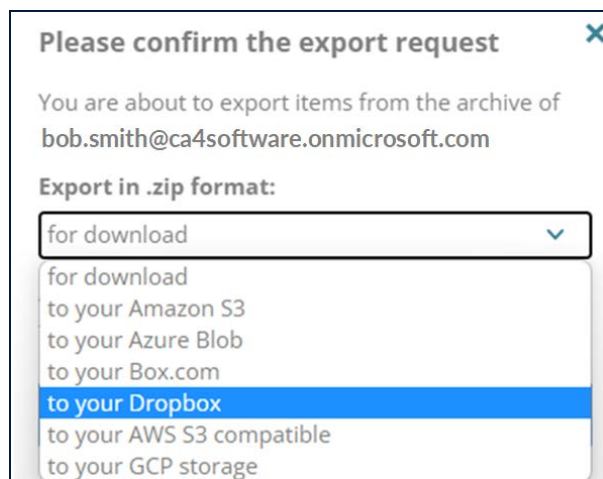 Please confirm the export request
You are about to export items from the archive of
bob.smith@ca4software.onmicrosoft.com
Export in .zip format:
for download
for download
to your Amazon S3
to your Azure Blob
to your Box.com
to your Dropbox
to your AWS S3 compatible
to your GCP storage